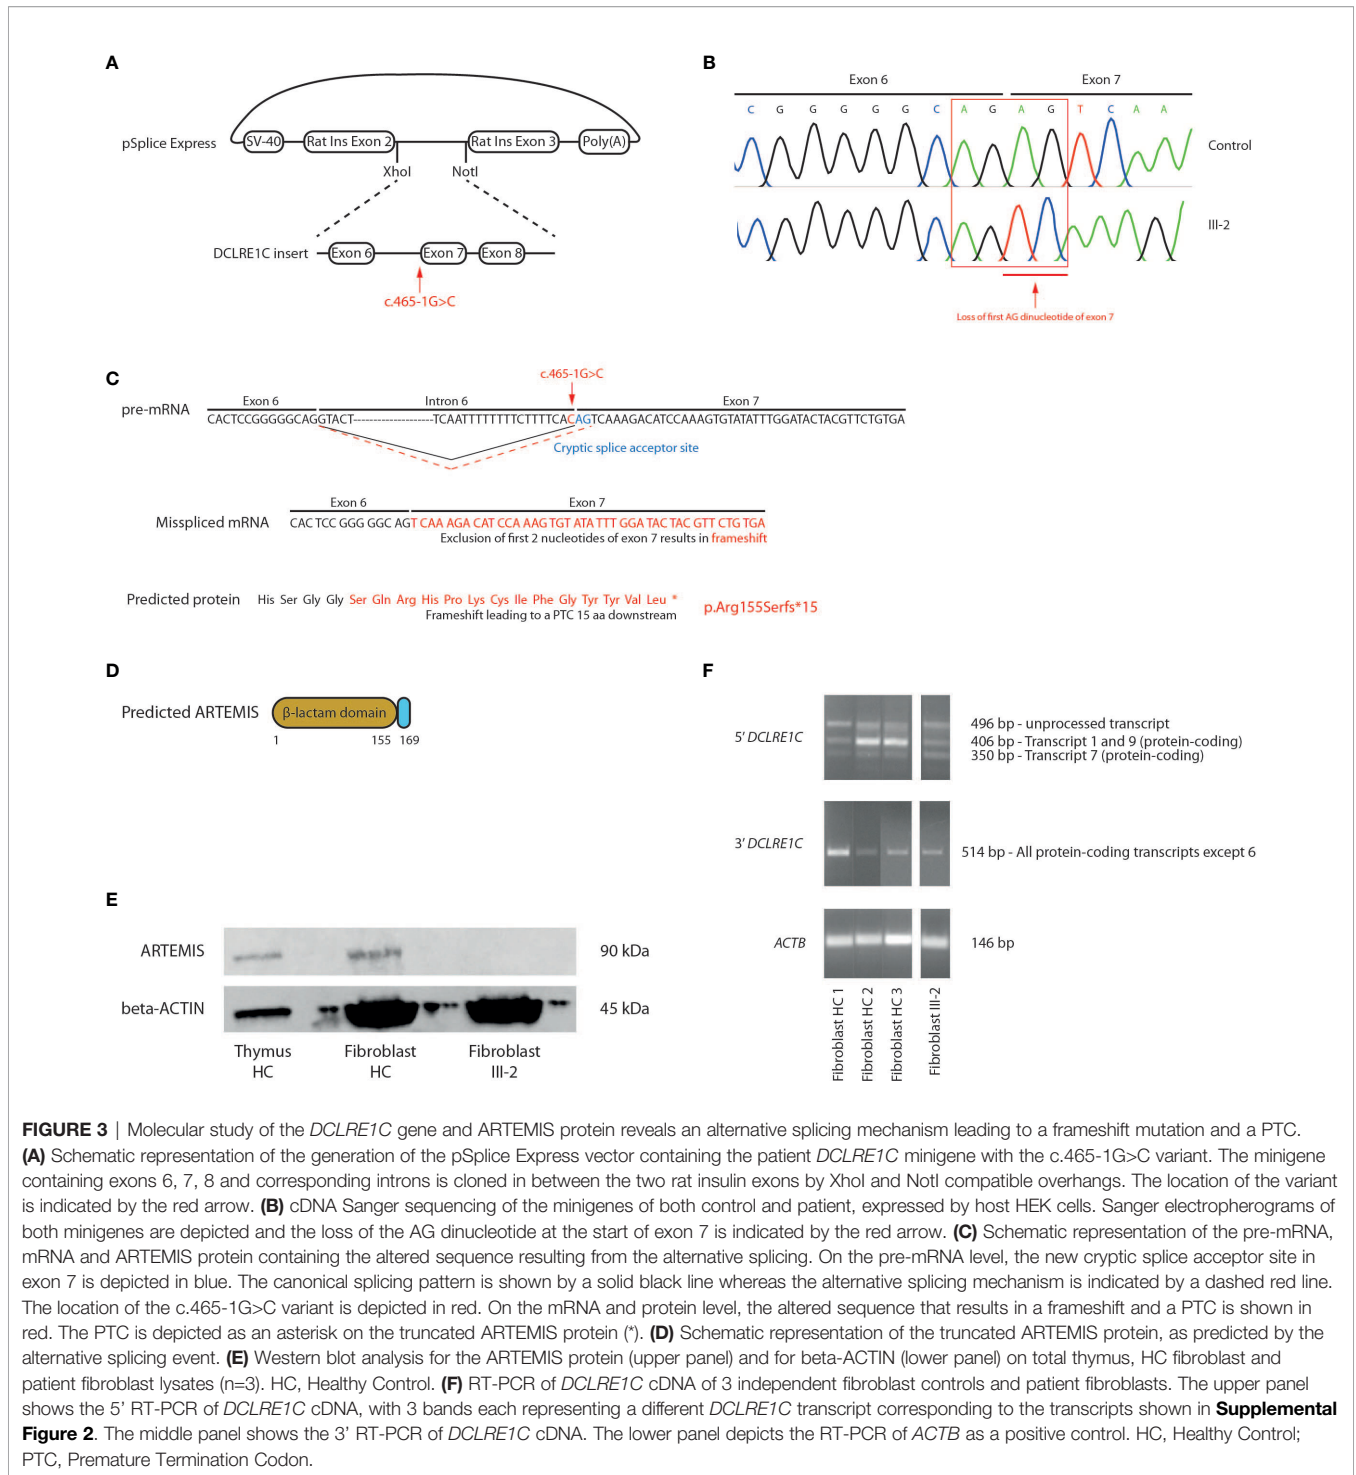 A
pSplice Express
SV-40
Rat Ins Exon 2
Rat Ins Exon 3
Poly(A)
XhoI
NotI
DCLRE1C insert
Exon 6
Exon 7
Exon 8
c.465-1G>C
B
Exon 6
Exon 7
C G G G G G C A G A G T C A A
Control
III-2
Loss of first AG dinucleotide of exon 7
C
c.465-1G>C
Exon 6
Intron 6
Exon 7
pre-mRNA
CACTCCGGGGGCAGGTACT---------------------TCAATTTTTTTTCTTTTCACAGTCAAAGACATCCAAAGTGTATATTTGGATACTACGTTCTGTGA
Cryptic splice acceptor site
Exon 6
Exon 7
Misspliced mRNA
CAC TCC GGG GGC AGT CAA AGA CAT CCA AAG TGT ATA TTT GGA TAC TAC GTT CTG TGA
Exclusion of first 2 nucleotides of exon 7 results in frameshift
Predicted protein
His Ser Gly Gly Ser Gln Arg His Pro Lys Cys Ile Phe Gly Tyr Tyr Val Leu *
p.Arg155Serfs*15
Frameshift leading to a PTC 15 aa downstream
D
Predicted ARTEMIS
β-lactam domain
1
155
169
E
ARTEMIS
90 kDa
beta-ACTIN
45 kDa
Thymus
HC
Fibroblast
HC
Fibroblast
III-2
F
5' DCLRE1C
496 bp - unprocessed transcript
406 bp - Transcript 1 and 9 (protein-coding)
350 bp - Transcript 7 (protein-coding)
3' DCLRE1C
514 bp - All protein-coding transcripts except 6
ACTB
146 bp
Fibroblast HC 1
Fibroblast HC 2
Fibroblast HC 3
Fibroblast III-2
FIGURE 3 | Molecular study of the DCLRE1C gene and ARTEMIS protein reveals an alternative splicing mechanism leading to a frameshift mutation and a PTC.
(A) Schematic representation of the generation of the pSplice Express vector containing the patient DCLRE1C minigene with the c.465-1G>C variant. The minigene
containing exons 6, 7, 8 and corresponding introns is cloned in between the two rat insulin exons by XhoI and NotI compatible overhangs. The location of the variant
is indicated by the red arrow. (B) cDNA Sanger sequencing of the minigenes of both control and patient, expressed by host HEK cells. Sanger electropherograms of
both minigenes are depicted and the loss of the AG dinucleotide at the start of exon 7 is indicated by the red arrow. (C) Schematic representation of the pre-mRNA,
mRNA and ARTEMIS protein containing the altered sequence resulting from the alternative splicing. On the pre-mRNA level, the new cryptic splice acceptor site in
exon 7 is depicted in blue. The canonical splicing pattern is shown by a solid black line whereas the alternative splicing mechanism is indicated by a dashed red line.
The location of the c.465-1G>C variant is depicted in red. On the mRNA and protein level, the altered sequence that results in a frameshift and a PTC is shown in
red. The PTC is depicted as an asterisk on the truncated ARTEMIS protein (*). (D) Schematic representation of the truncated ARTEMIS protein, as predicted by the
alternative splicing event. (E) Western blot analysis for the ARTEMIS protein (upper panel) and for beta-ACTIN (lower panel) on total thymus, HC fibroblast and
patient fibroblast lysates (n=3). HC, Healthy Control. (F) RT-PCR of DCLRE1C cDNA of 3 independent fibroblast controls and patient fibroblasts. The upper panel
shows the 5' RT-PCR of DCLRE1C cDNA, with 3 bands each representing a different DCLRE1C transcript corresponding to the transcripts shown in Supplemental
Figure 2. The middle panel shows the 3' RT-PCR of DCLRE1C cDNA. The lower panel depicts the RT-PCR of ACTB as a positive control. HC, Healthy Control;
PTC, Premature Termination Codon.